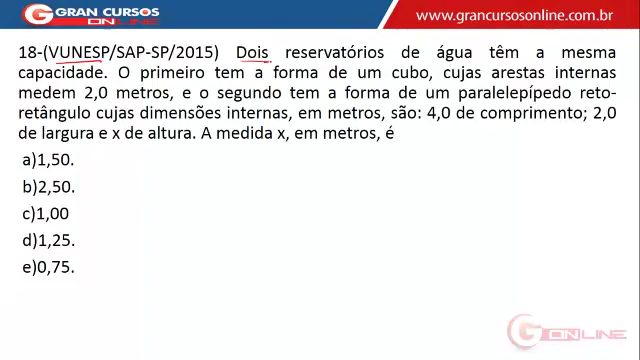 GRAN CURSOS
ONLINE
www.grancursosonline.com.br
18-(VUNESP/SAP-SP/2015) Dois reservatórios de água têm a mesma
capacidade. O primeiro tem a forma de um cubo, cujas arestas internas
medem 2,0 metros, e o segundo tem a forma de um paralelepípedo reto-
retângulo cujas dimensões internas, em metros, são: 4,0 de comprimento; 2,0
de largura e x de altura. A medida x, em metros, é
a)1,50.
b)2,50.
c)1,00
d)1,25.
e)0,75.
ONLINE